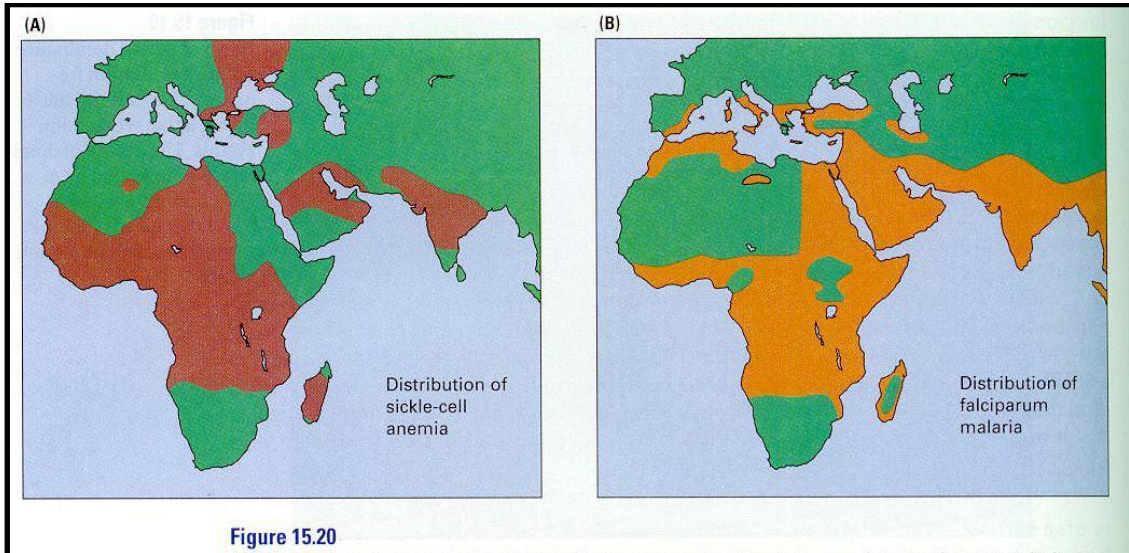 (A)
(B)
Distribution of
sickle-cell
anemia
Distribution of
falciparum
malaria
Figure 15.20